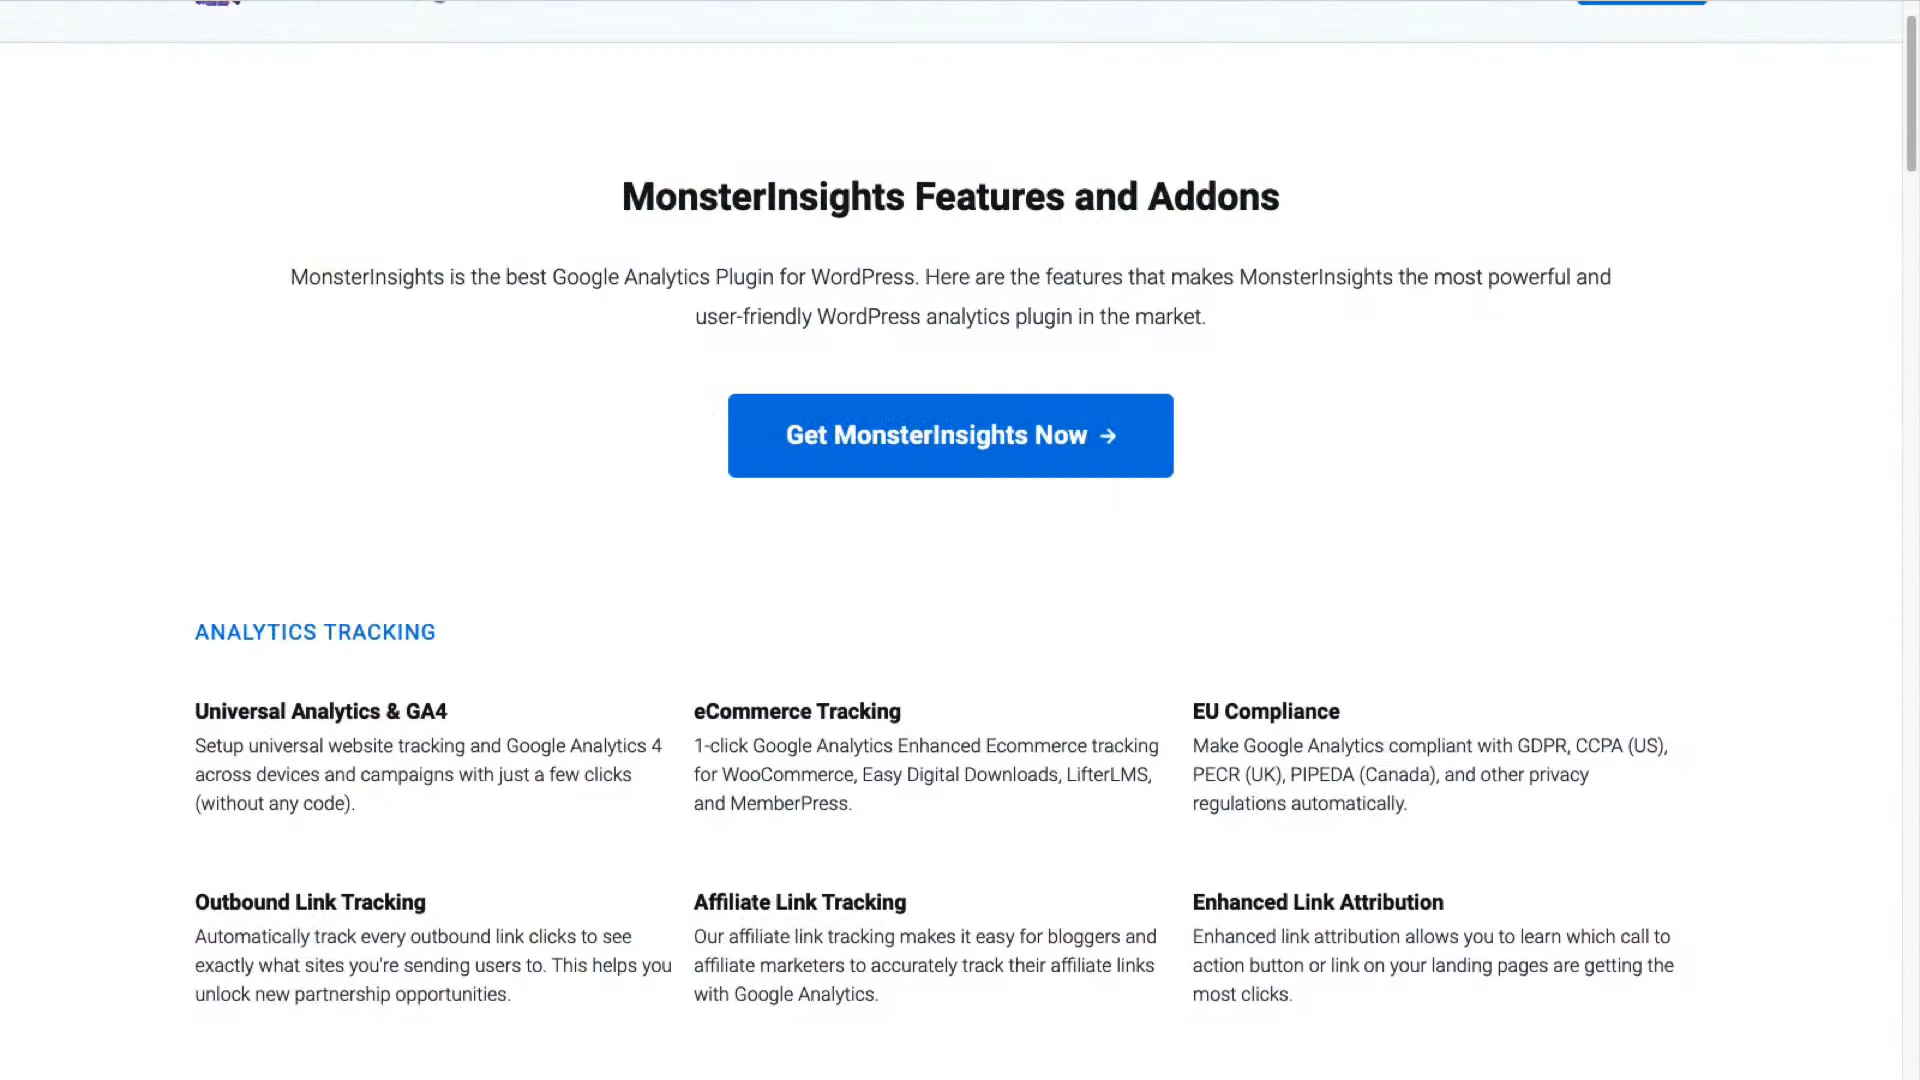 MonsterInsights Features and Addons
MonsterInsights is the best Google Analytics Plugin for WordPress. Here are the features that makes MonsterInsights the most powerful and
user-friendly WordPress analytics plugin in the market.
Get MonsterInsights Now →
ANALYTICS TRACKING
Universal Analytics & GA4
Setup universal website tracking and Google Analytics 4
across devices and campaigns with just a few clicks
(without any code).
eCommerce Tracking
1-click Google Analytics Enhanced Ecommerce tracking
for WooCommerce, Easy Digital Downloads, LifterLMS,
and MemberPress.
EU Compliance
Make Google Analytics compliant with GDPR, CCPA (US),
PECR (UK), PIPEDA (Canada), and other privacy
regulations automatically.
Outbound Link Tracking
Automatically track every outbound link clicks to see
exactly what sites you're sending users to. This helps you
unlock new partnership opportunities.
Affiliate Link Tracking
Our affiliate link tracking makes it easy for bloggers and
affiliate marketers to accurately track their affiliate links
with Google Analytics.
Enhanced Link Attribution
Enhanced link attribution allows you to learn which call to
action button or link on your landing pages are getting the
most clicks.